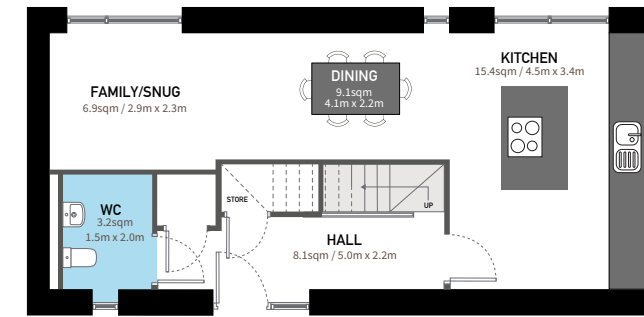 KITCHEN
15.4sqm / 4.5m x 3.4m
DINING
9.1sqm
4.1m x 2.2m
FAMILY/SNUG
6.9sqm / 2.9m x 2.3m
STORE
UP
WC
3.2sqm
1.5m x 2.0m
HALL
8.1sqm / 5.0m x 2.2m